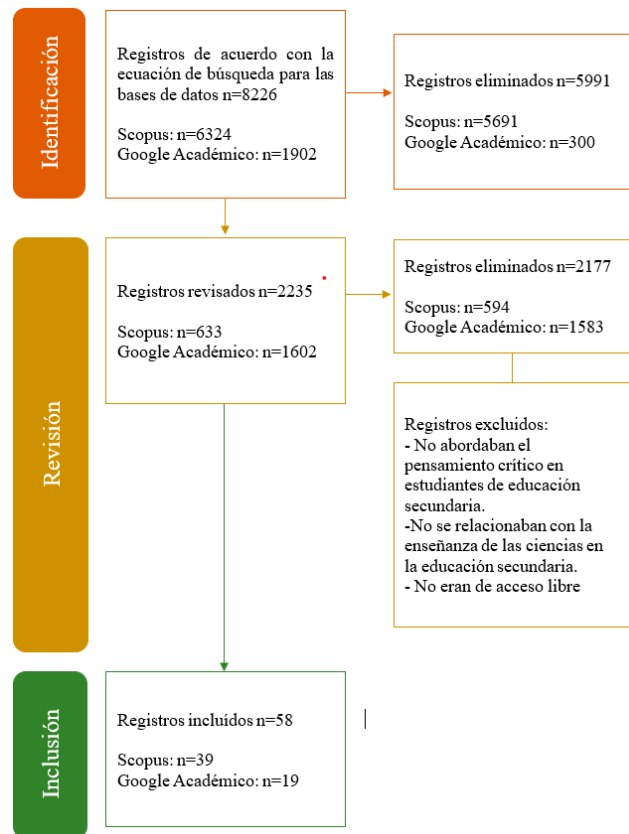 Identificación
Registros de acuerdo con la
ecuación de búsqueda para las
bases de datos n=8226
Scopus: n=6324
Google Académico: n=1902
Registros eliminados n=5991
Scopus: n=5691
Google Académico: n=300
Revisión
Registros revisados n=2235
Scopus: n=633
Google Académico: n=1602
Registros eliminados n=2177
Scopus: n=594
Google Académico: n=1583
Registros excluidos:
- No abordaban el
pensamiento crítico en
estudiantes de educación
secundaria.
-No se relacionaban con la
enseñanza de las ciencias en
la educación secundaria.
- No eran de acceso libre
Inclusión
Registros incluídos n=58
Scopus: n=39
Google Académico: n=19